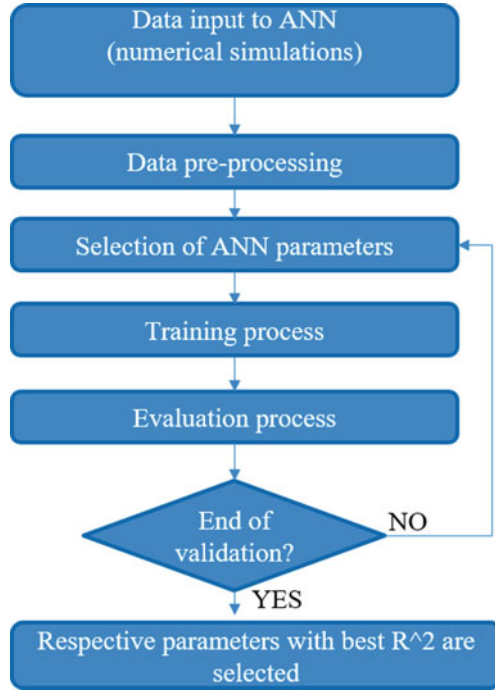 Data input to ANN
(numerical simulations)
Data pre-processing
Selection of ANN parameters
Training process
Evaluation process
End of
validation?
NO
YES
Respective parameters with best R^2 are
selected